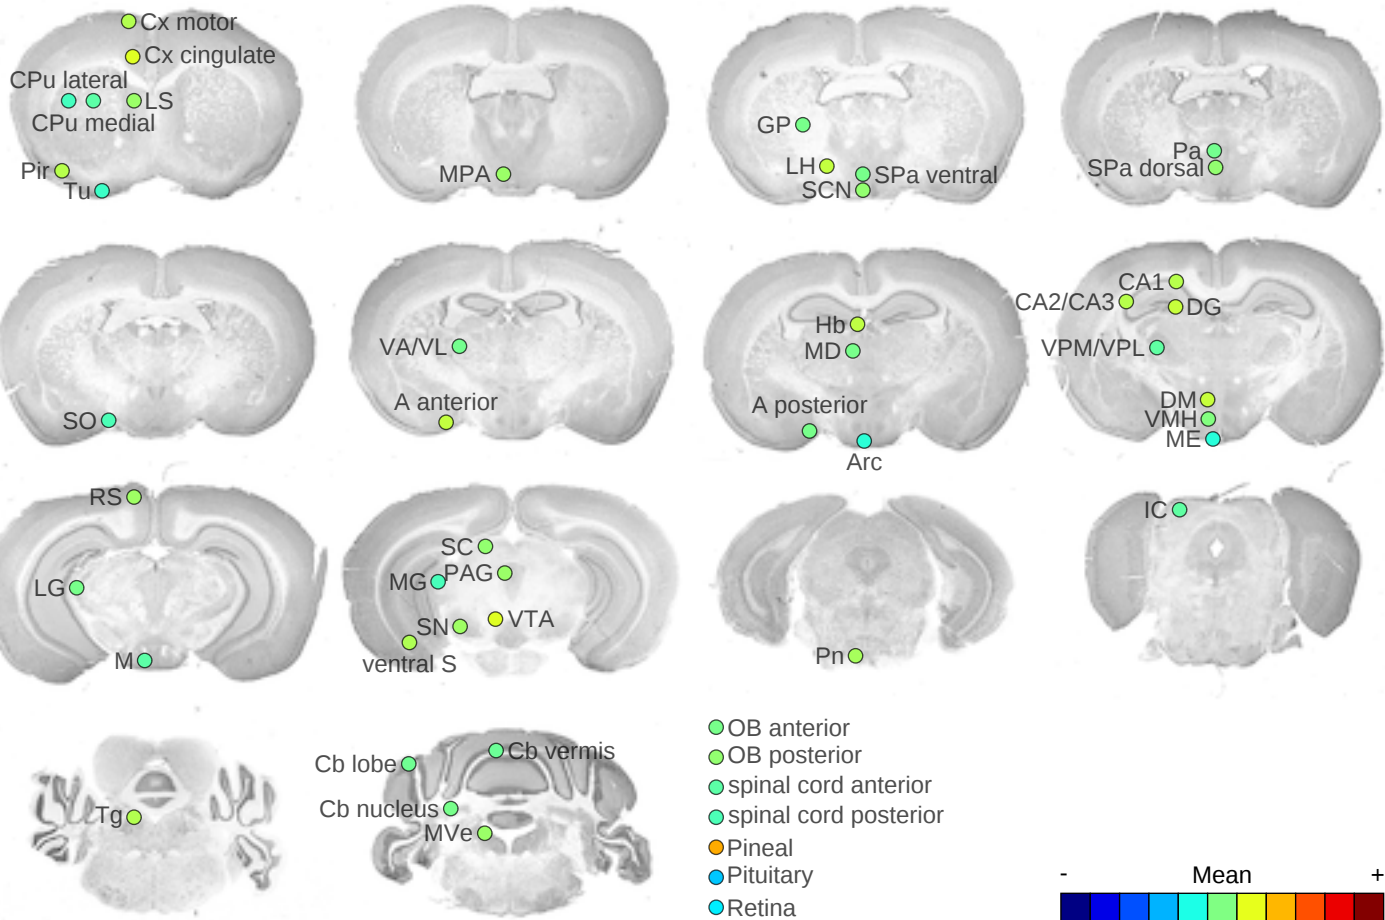 Cx motor
Cx cingulate
CPu lateral
LS
CPu medial
Pir
Tu
MPA
GP
LH
SPa ventral
SCN
Pa
SPa dorsal
SO
VA/VL
A anterior
Hb
MD
A posterior
Arc
CA1
CA2/CA3
DG
VPM/VPL
DM
VMH
ME
RS
LG
M
SC
MG
PAG
SN
VTA
ventral S
Pn
IC
Tg
Cb lobe
Cb vermis
Cb nucleus
MVe
OB anterior
OB posterior
spinal cord anterior
spinal cord posterior
Pineal
Pituitary
Retina
- Mean +